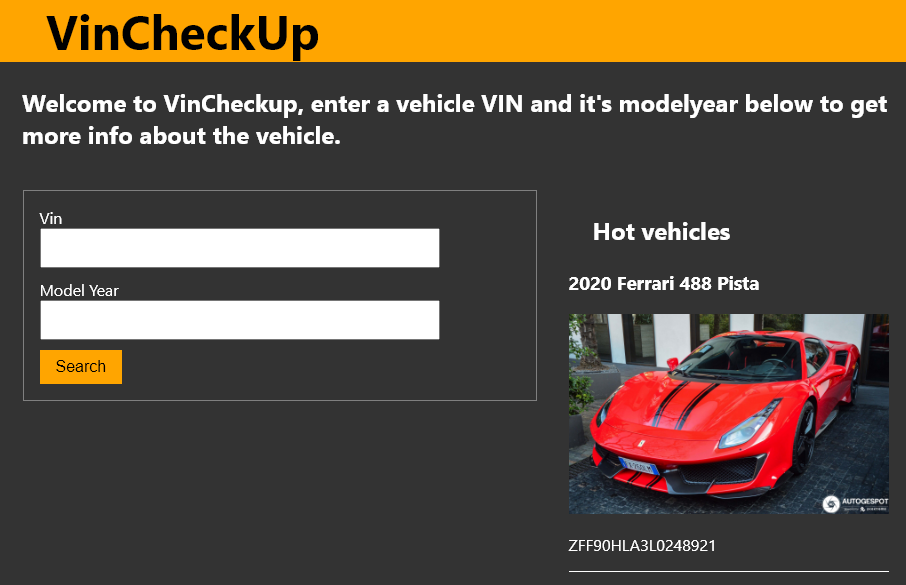 VinCheckUp
Welcome to VinCheckup, enter a vehicle VIN and it's modelyear below to get
more info about the vehicle.
Vin
Model Year
Search
Hot vehicles
2020 Ferrari 488 Pista
AUTOGESPOT
ZFF90HLA3L0248921